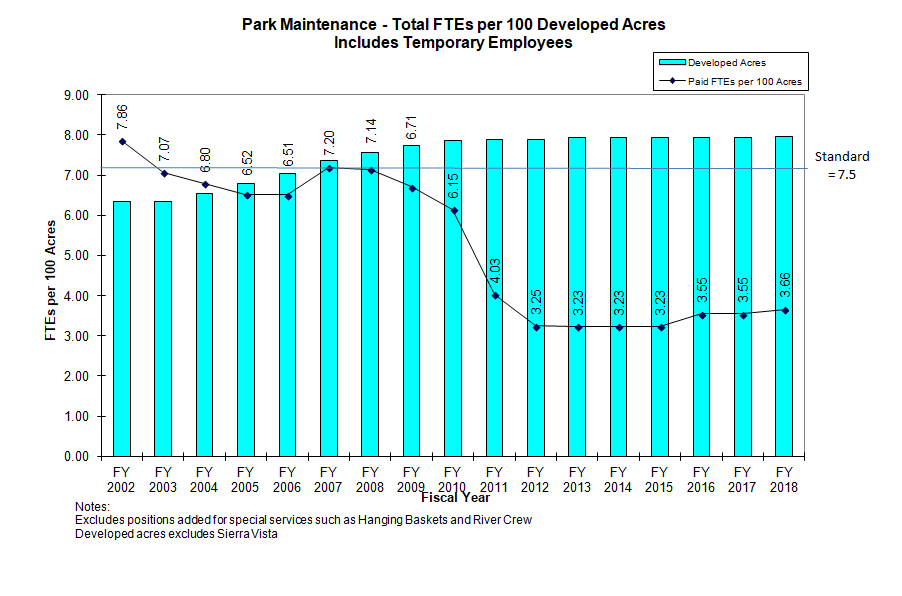 Park Maintenance - Total FTEs per 100 Developed Acres
Includes Temporary Employees
Developed Acres
Paid FTEs per 100 Acres
9.00
8.00
7.00
6.00
5.00
4.00
3.00
2.00
1.00
0.00
FTEs per 100 Acres
7.86
7.07
6.80
6.52
6.51
7.20
7.14
6.71
6.15
4.03
3.25
3.23
3.23
3.23
3.55
3.55
3.66
Standard
= 7.5
FY FY FY FY FY FY FY FY FY FY FY FY FY FY FY FY FY
2002 2003 2004 2005 2006 2007 2008 2009 2010 2011 2012 2013 2014 2015 2016 2017 2018
Fiscal Year
Notes:
Excludes positions added for special services such as Hanging Baskets and River Crew
Developed acres excludes Sierra Vista